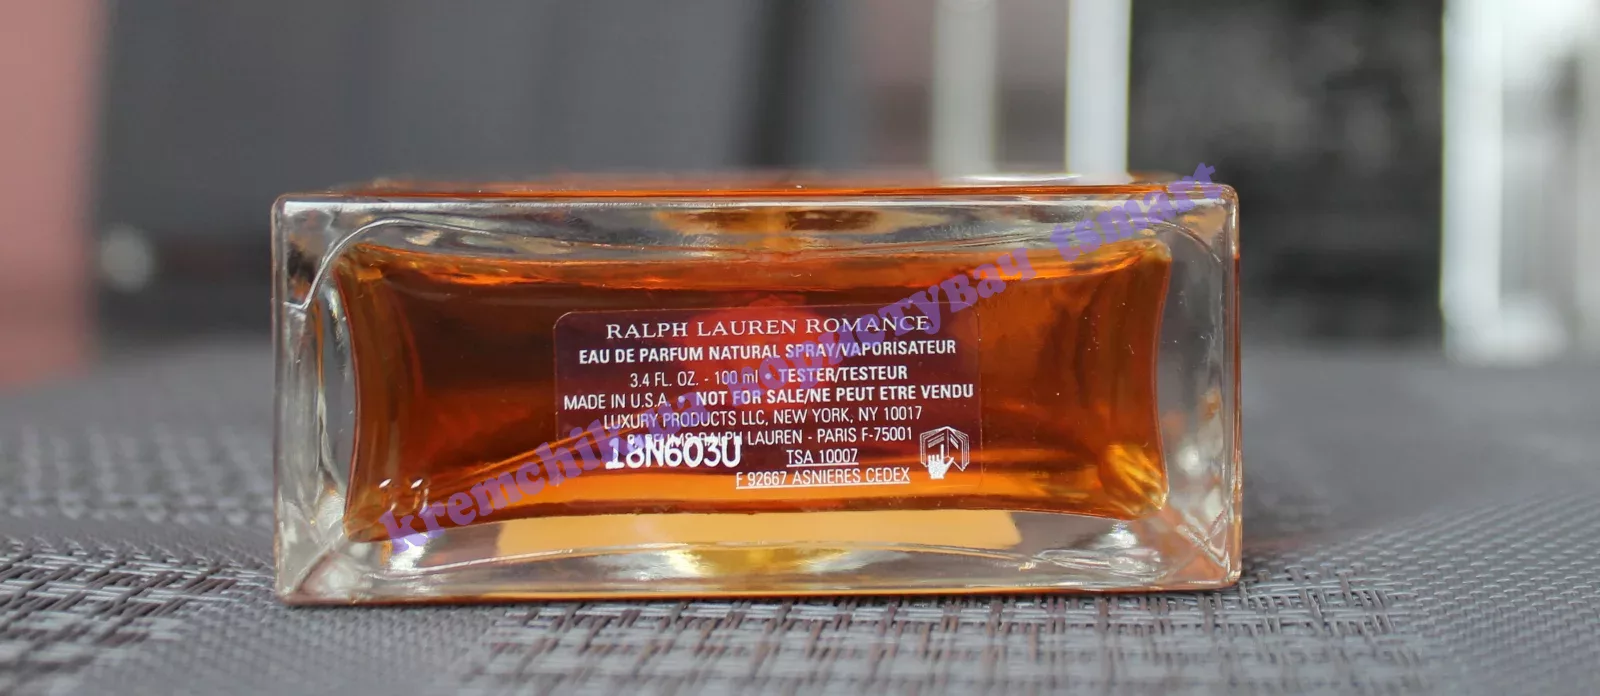 RALPH LAUREN ROMANCE
EAU DE PARFUM NATURAL SPRAY/VAPORISATEUR
3.4 FL. OZ. - 100 ml • TESTER/TESTEUR
MADE IN U.S.A. • NOT FOR SALE/NE PEUT ETRE VENDU
LUXURY PRODUCTS LLC, NEW YORK, NY 10017
PARFUMS RALPH LAUREN - PARIS F-75001
18N603U
TSA 10007
F 92667 ASNIERES CEDEX